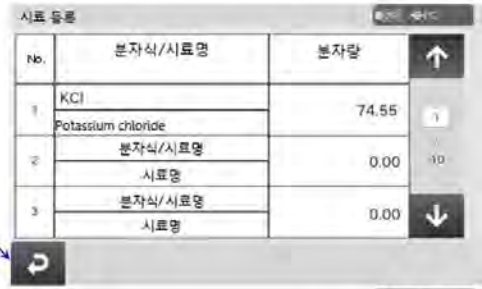 시료 등록
No. 분자식/시료명 분자량
1 KCl 74.55
Potassium chloride
2 분자식/시료명 0.00
시료명
3 분자식/시료명 0.00
시료명
1
10